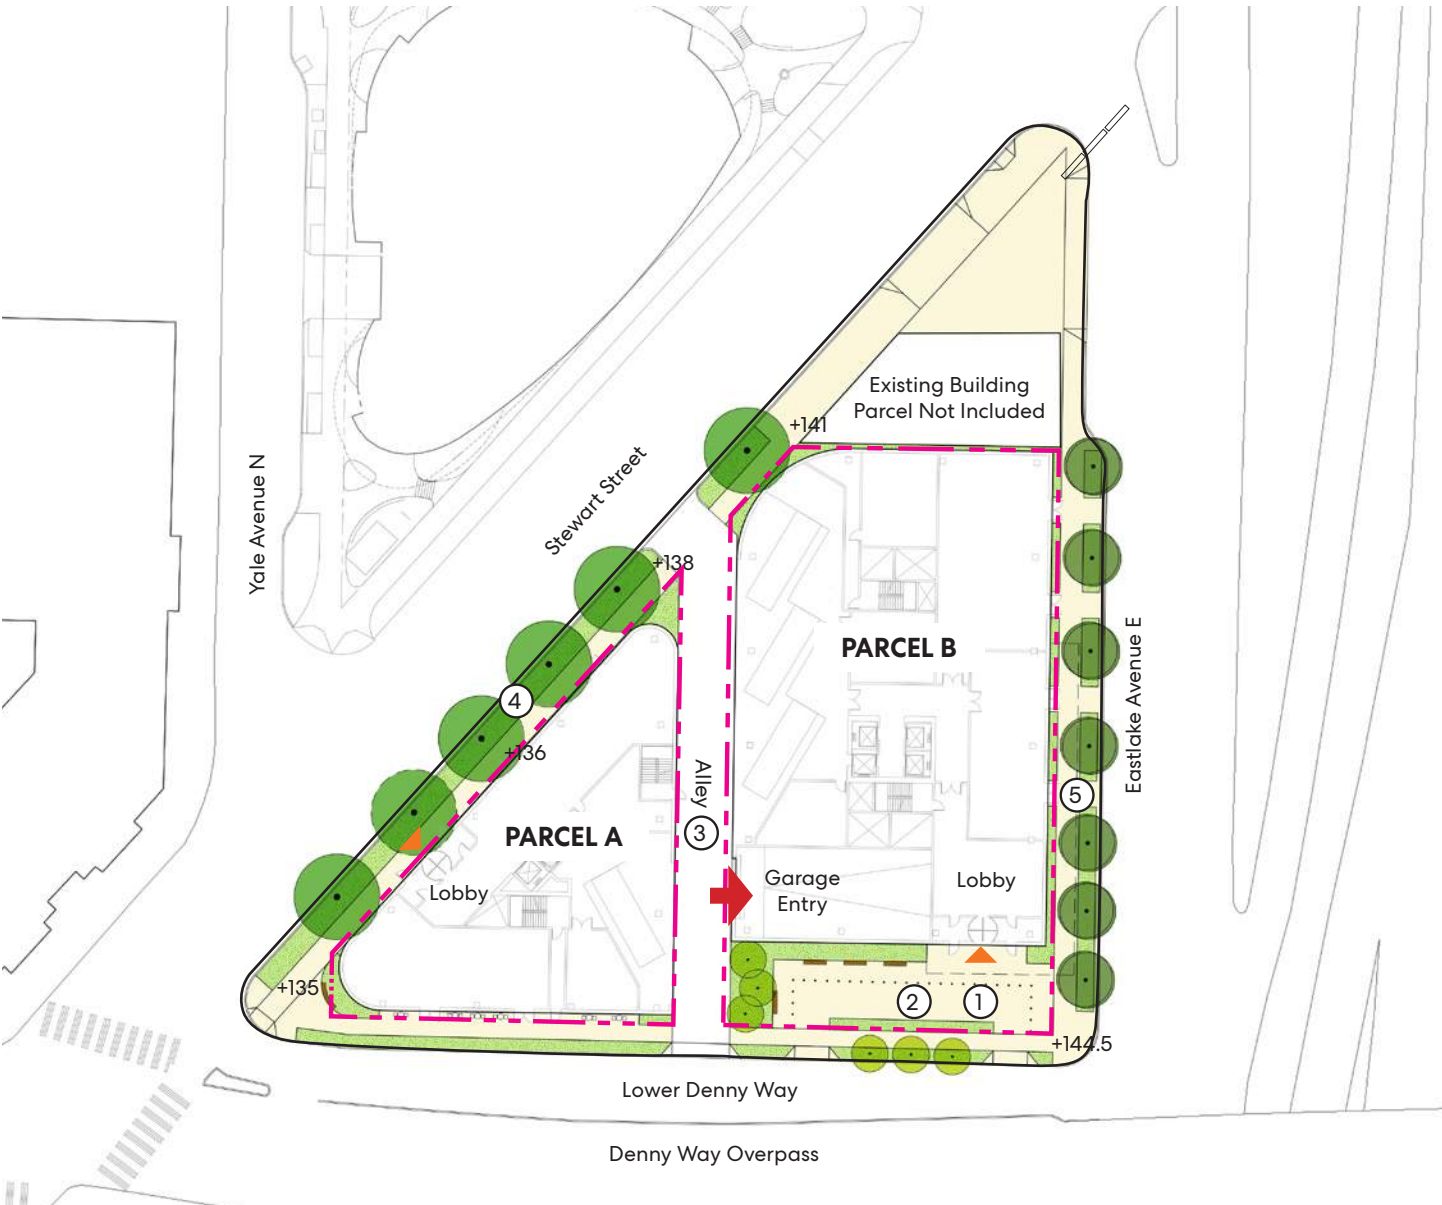 Existing Building
Parcel Not Included
+141
Stewart Street
Yale Avenue N
+138
PARCEL B
Eastlake Avenue E
4
+136
Alley
5
3
PARCEL A
Garage
Entry
Lobby
Lobby
+135
2
1
+144.5
Lower Denny Way
Denny Way Overpass